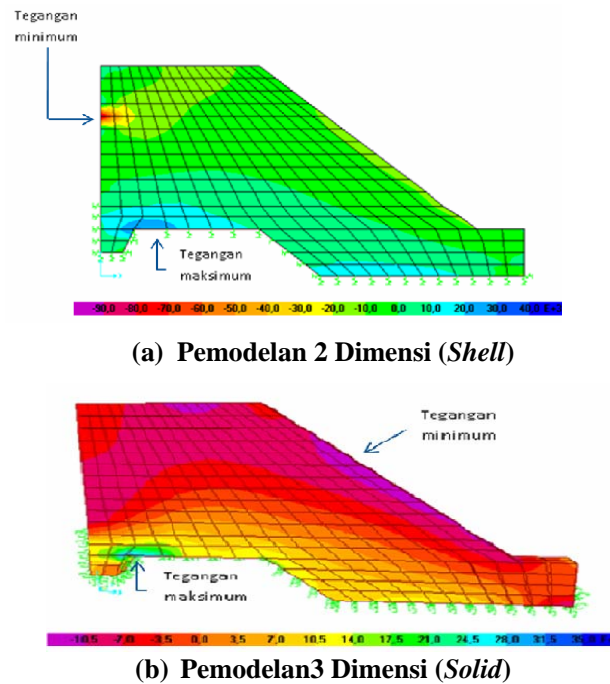 Tegangan
minimum
Tegangan
maksimum
-90,0 -80,0 -70,0 -60,0 -50,0 -40,0 -30,0 -20,0 -10,0 0,0 10,0 20,0 30,0 40,0
(a) Pemodelan 2 Dimensi (Shell)
Tegangan
minimum
Tegangan
maksimum
-10,5 -7,0 -3,5 0,0 3,5 7,0 10,5 14,0 17,5 21,0 24,5 28,0 31,5
(b) Pemodelan3 Dimensi (Solid)